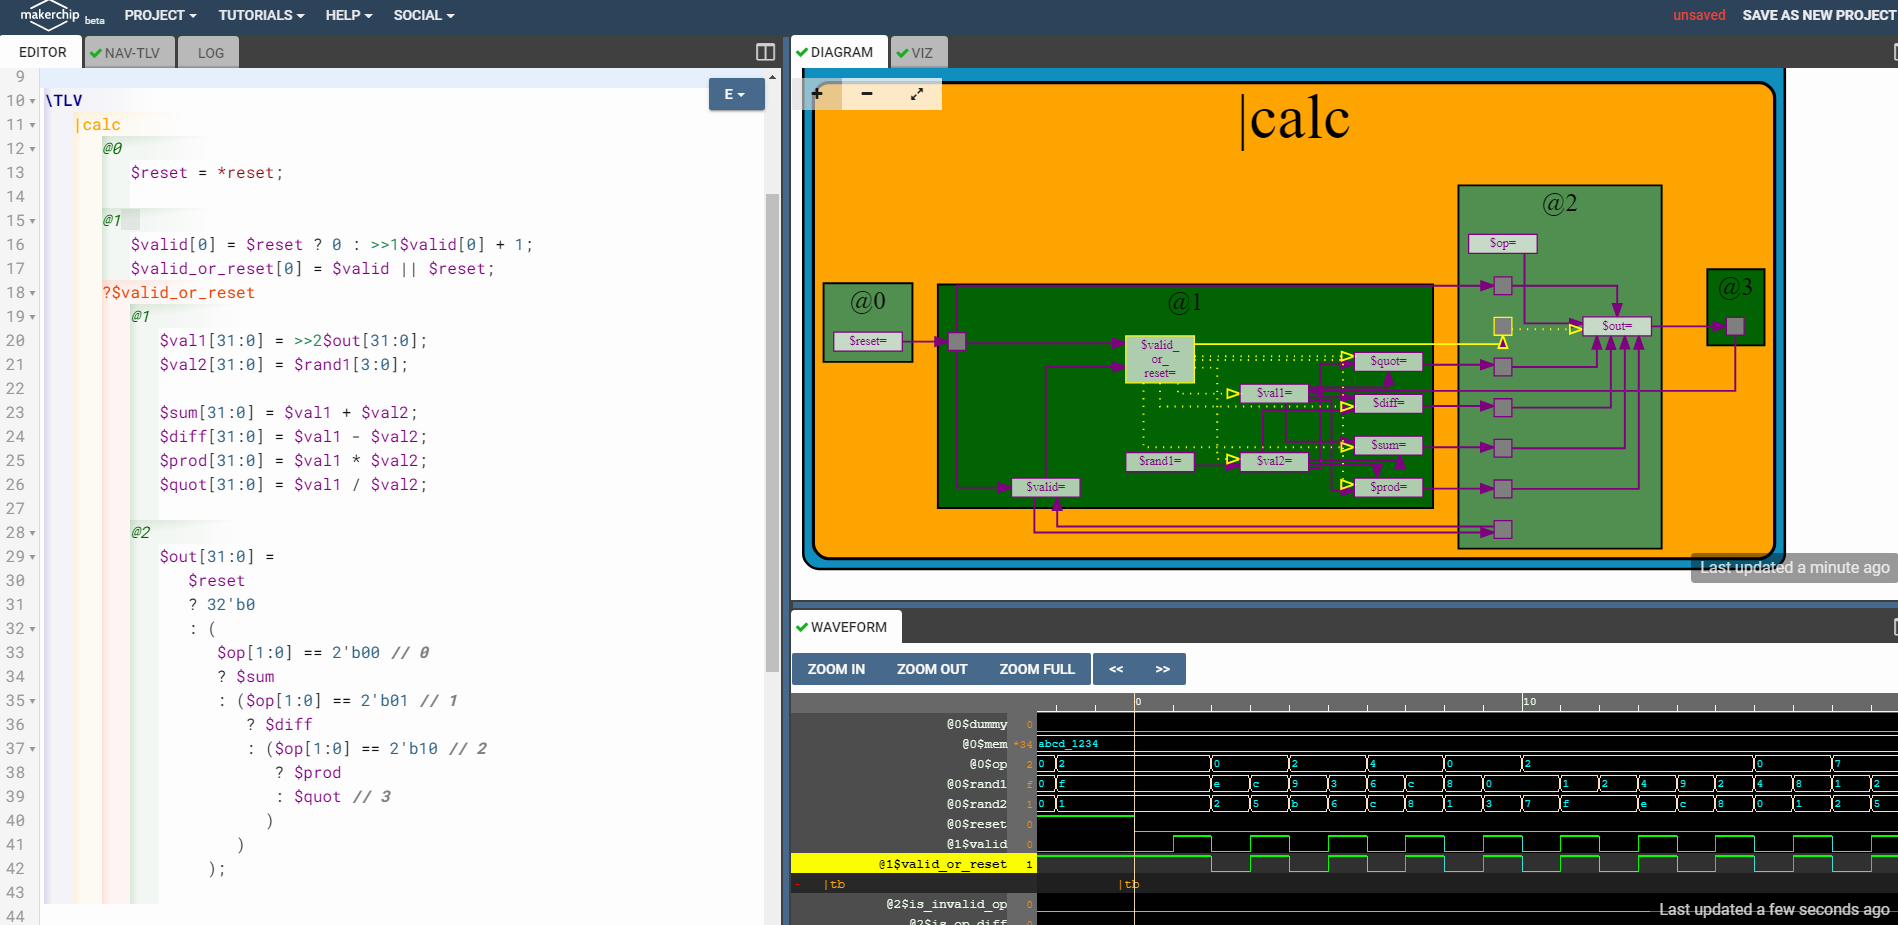 makerchip beta PROJECT TUTORIALS HELP SOCIAL unsaved SAVE AS NEW PROJECT
EDITOR NAV-TLV LOG
E
9
10 \TLV
11 |calc
12 @0
13 $reset = *reset;
14
15 @1
16 $valid[0] = $reset ? 0 : >>1$valid[0] + 1;
17 $valid_or_reset[0] = $valid || $reset;
18 ?$valid_or_reset
19 @1
20 $val1[31:0] = >>2$out[31:0];
21 $val2[31:0] = $rand1[3:0];
22
23 $sum[31:0] = $val1 + $val2;
24 $diff[31:0] = $val1 - $val2;
25 $prod[31:0] = $val1 * $val2;
26 $quot[31:0] = $val1 / $val2;
27
28 @2
29 $out[31:0] =
30 $reset
31 ? 32'b0
32 : (
33 $op[1:0] == 2'b00 // 0
34 ? $sum
35 : ($op[1:0] == 2'b01 // 1
36 ? $diff
37 : ($op[1:0] == 2'b10 // 2
38 ? $prod
39 : $quot // 3
40 )
41 )
42 );
43
44
DIAGRAM VIZ
+ −
|calc
@0
$reset=
@1
$valid_
or_
reset=
$quot=
$val1=
$diff=
$sum=
$rand1=
$val2=
$valid=
$prod=
@2
$op=
$out=
@3
Last updated a minute ago
WAVEFORM
ZOOM IN ZOOM OUT ZOOM FULL << >>
0 10
@0$dummy 0
@0$mem *34 abcd_1234
@0$op 2 0 2 0 2 4 0 2 0 7
@0$rand1 f 0 f e c 9 3 6 c 8 0 1 2 4 9 2 4 8 1 2
@0$rand2 1 0 1 2 5 b 6 c 8 1 3 7 f e c 8 0 1 2 5
@0$reset 0
@1$valid 0
@1$valid_or_reset 1
- |tb |tb
@2$is_invalid_op 0
@2$is_op_diff 0
Last updated a few seconds ago